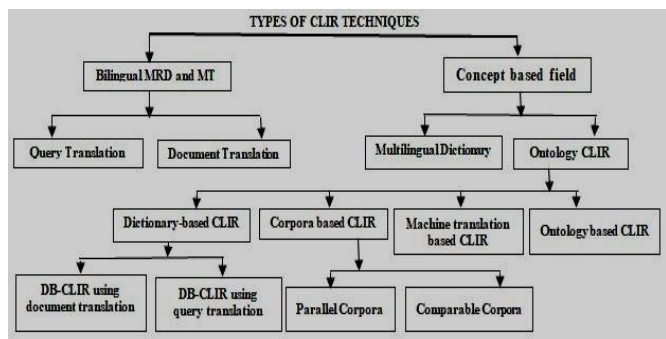 TYPES OF CLIR TECHNIQUES
Bilingual MRD and MT
Concept based field
Query Translation
Document Translation
Multilingual Dictionary
Ontology CLIR
Dictionary-based CLIR
Corpora based CLIR
Machine translation
based CLIR
Ontology based CLIR
DB-CLIR using
document translation
DB-CLIR using
query translation
Parallel Corpora
Comparable Corpora